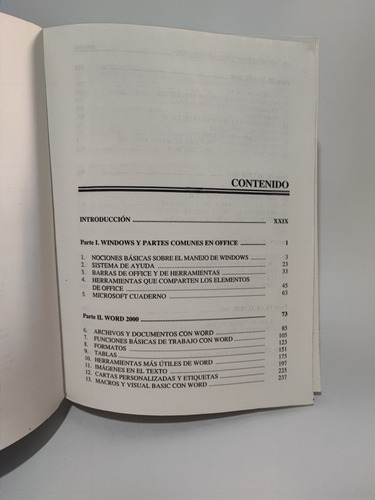 CONTENIDO
INTRODUCCIÓN XXIX
Parte I. WINDOWS Y PARTES COMUNES EN OFFICE 1
1. NOCIONES BÁSICAS SOBRE EL MANEJO DE WINDOWS 3
2. SISTEMA DE AYUDA 23
3. BARRAS DE OFFICE Y DE HERRAMIENTAS 33
4. HERRAMIENTAS QUE COMPARTEN LOS ELEMENTOS
DE OFFICE 45
5. MICROSOFT CUADERNO 63
Parte II. WORD 2000 73
6. ARCHIVOS Y DOCUMENTOS CON WORD 85
7. FUNCIONES BÁSICAS DE TRABAJO CON WORD 105
8. FORMATOS 123
9. TABLAS 151
10. HERRAMIENTAS MÁS ÚTILES DE WORD 175
11. IMÁGENES EN EL TEXTO 197
12. CARTAS PERSONALIZADAS Y ETIQUETAS 225
13. MACROS Y VISUAL BASIC CON WORD 237